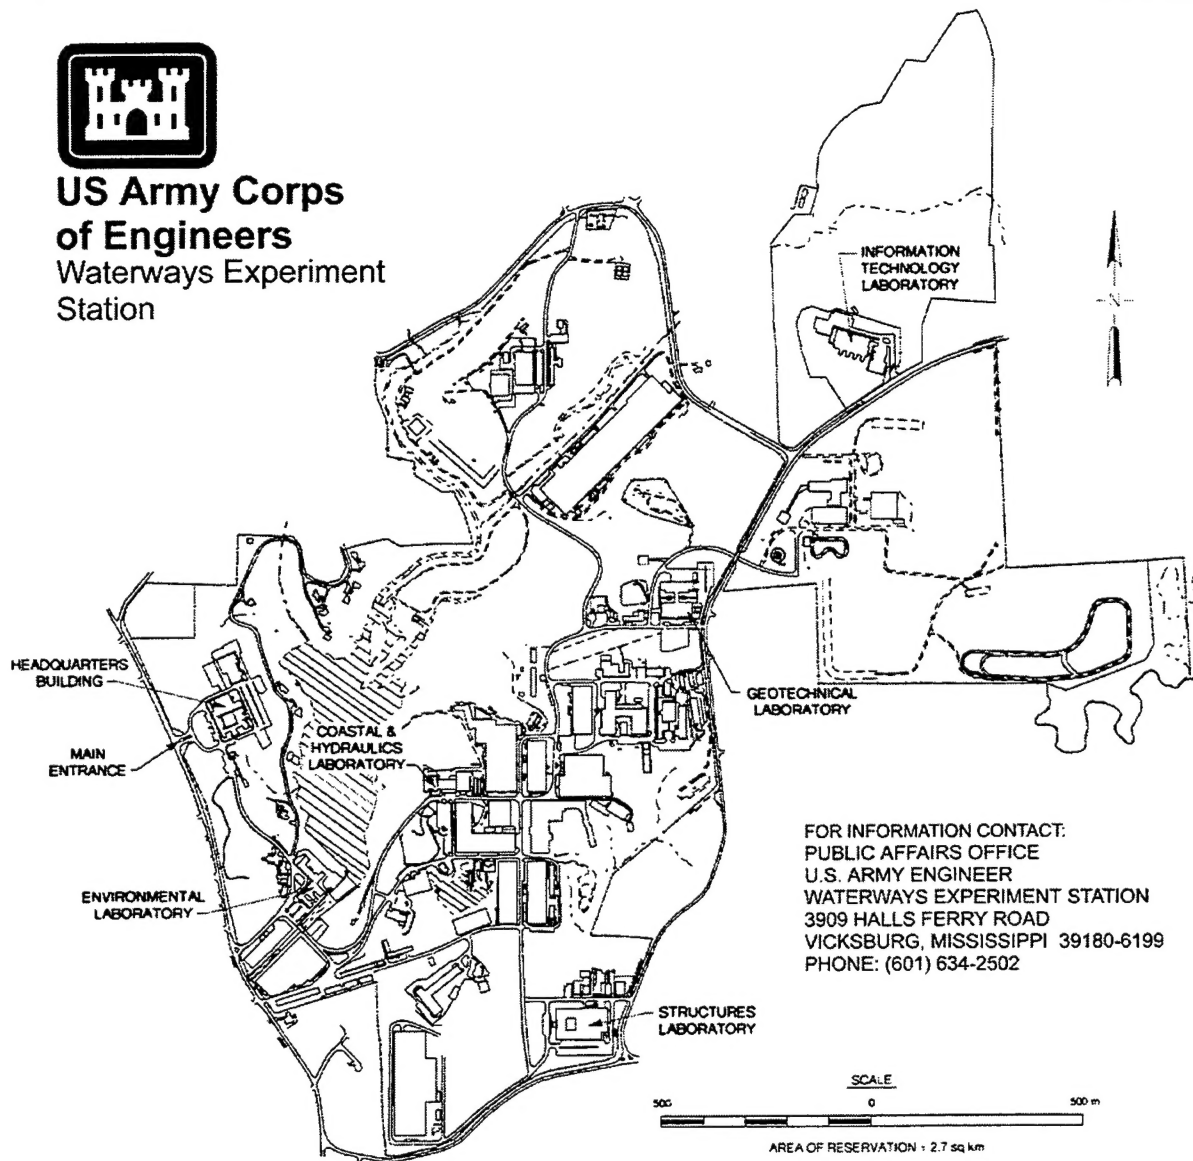 US Army Corps
of Engineers
Waterways Experiment
Station
INFORMATION
TECHNOLOGY
LABORATORY
N
HEADQUARTERS
BUILDING
MAIN
ENTRANCE
COASTAL &
HYDRAULICS
LABORATORY
GEOTECHNICAL
LABORATORY
ENVIRONMENTAL
LABORATORY
FOR INFORMATION CONTACT:
PUBLIC AFFAIRS OFFICE
U.S. ARMY ENGINEER
WATERWAYS EXPERIMENT STATION
3909 HALLS FERRY ROAD
VICKSBURG, MISSISSIPPI 39180-6199
PHONE: (601) 634-2502
STRUCTURES
LABORATORY
SCALE
500 0 500 m
AREA OF RESERVATION = 2.7 sq km